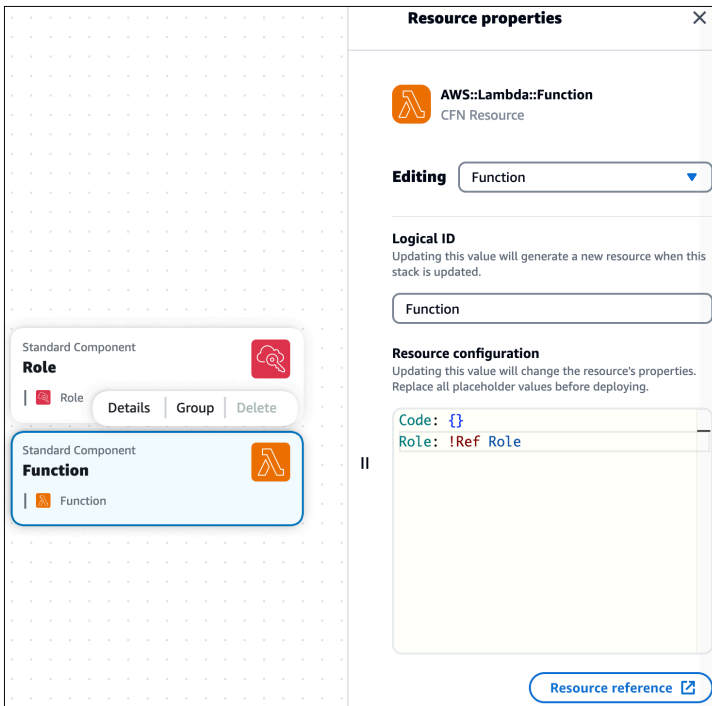 Resource properties
AWS::Lambda::Function
CFN Resource
Editing
Function
Logical ID
Updating this value will generate a new resource when this
stack is updated.
Function
Standard Component
Role
Role
Details
Group
Delete
Standard Component
Function
Function
Resource configuration
Updating this value will change the resource's properties.
Replace all placeholder values before deploying.
Code: {}
Role: !Ref Role
Resource reference